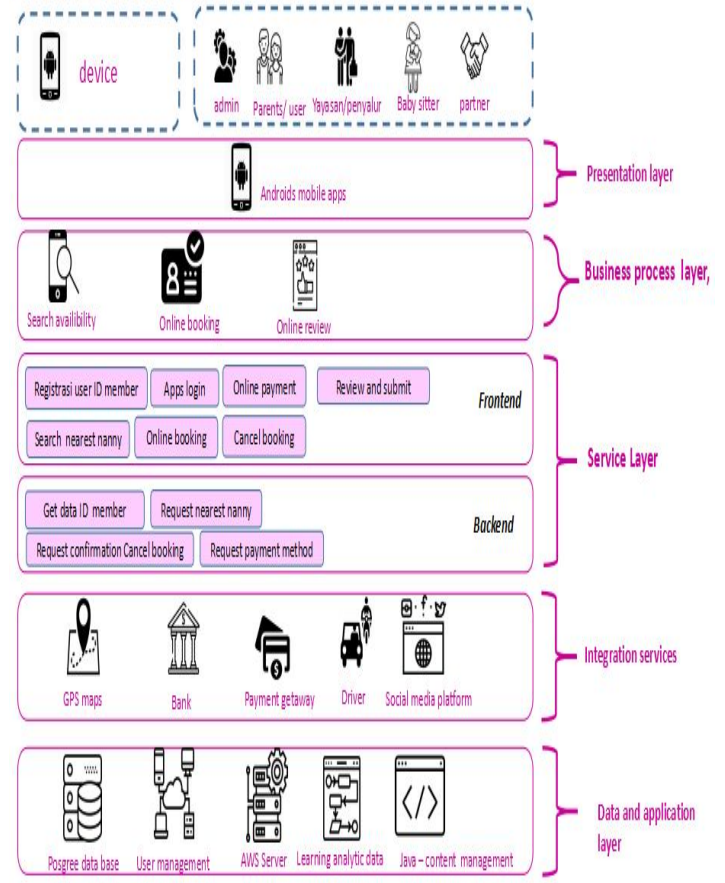 device
admin
Parents/ user
Yayasan/penyalur
Baby sitter
partner
Androids mobile apps
Presentation layer
Search availibility
Online booking
Online review
Business process layer,
Registrasi user ID member
Apps login
Online payment
Review and submit
Search nearest nanny
Online booking
Cancel booking
Frontend
Service Layer
Get data ID member
Request nearest nanny
Request confirmation Cancel booking
Request payment method
Backend
GPS maps
Bank
Payment getaway
Driver
Social media platform
Integration services
Posgree data base
User management
AWS Server
Learning analytic data
Java – content management
Data and application
layer